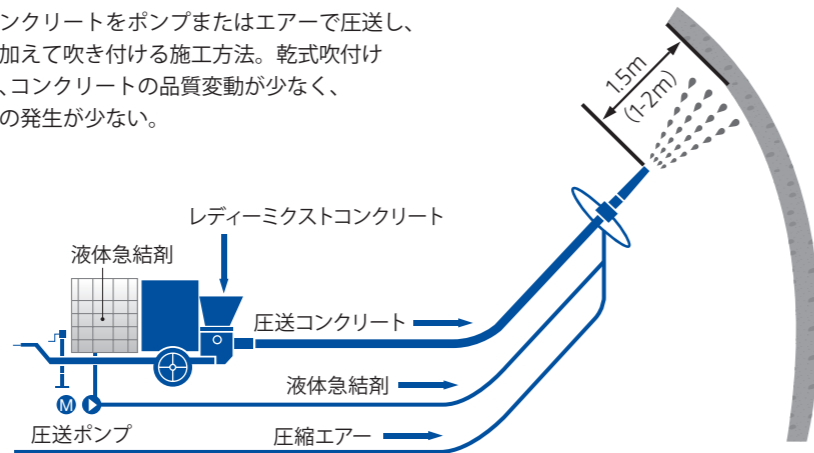 ンクリートをポンプまたはエアーで圧送し、
加えて吹き付ける施工方法。乾式吹付け
、コンクリートの品質変動が少なく、
の発生が少ない。
1.5m
(1-2m)
レディーミクストコンクリート
液体急結剤
圧送コンクリート
液体急結剤
M
圧送ポンプ
圧縮エアー